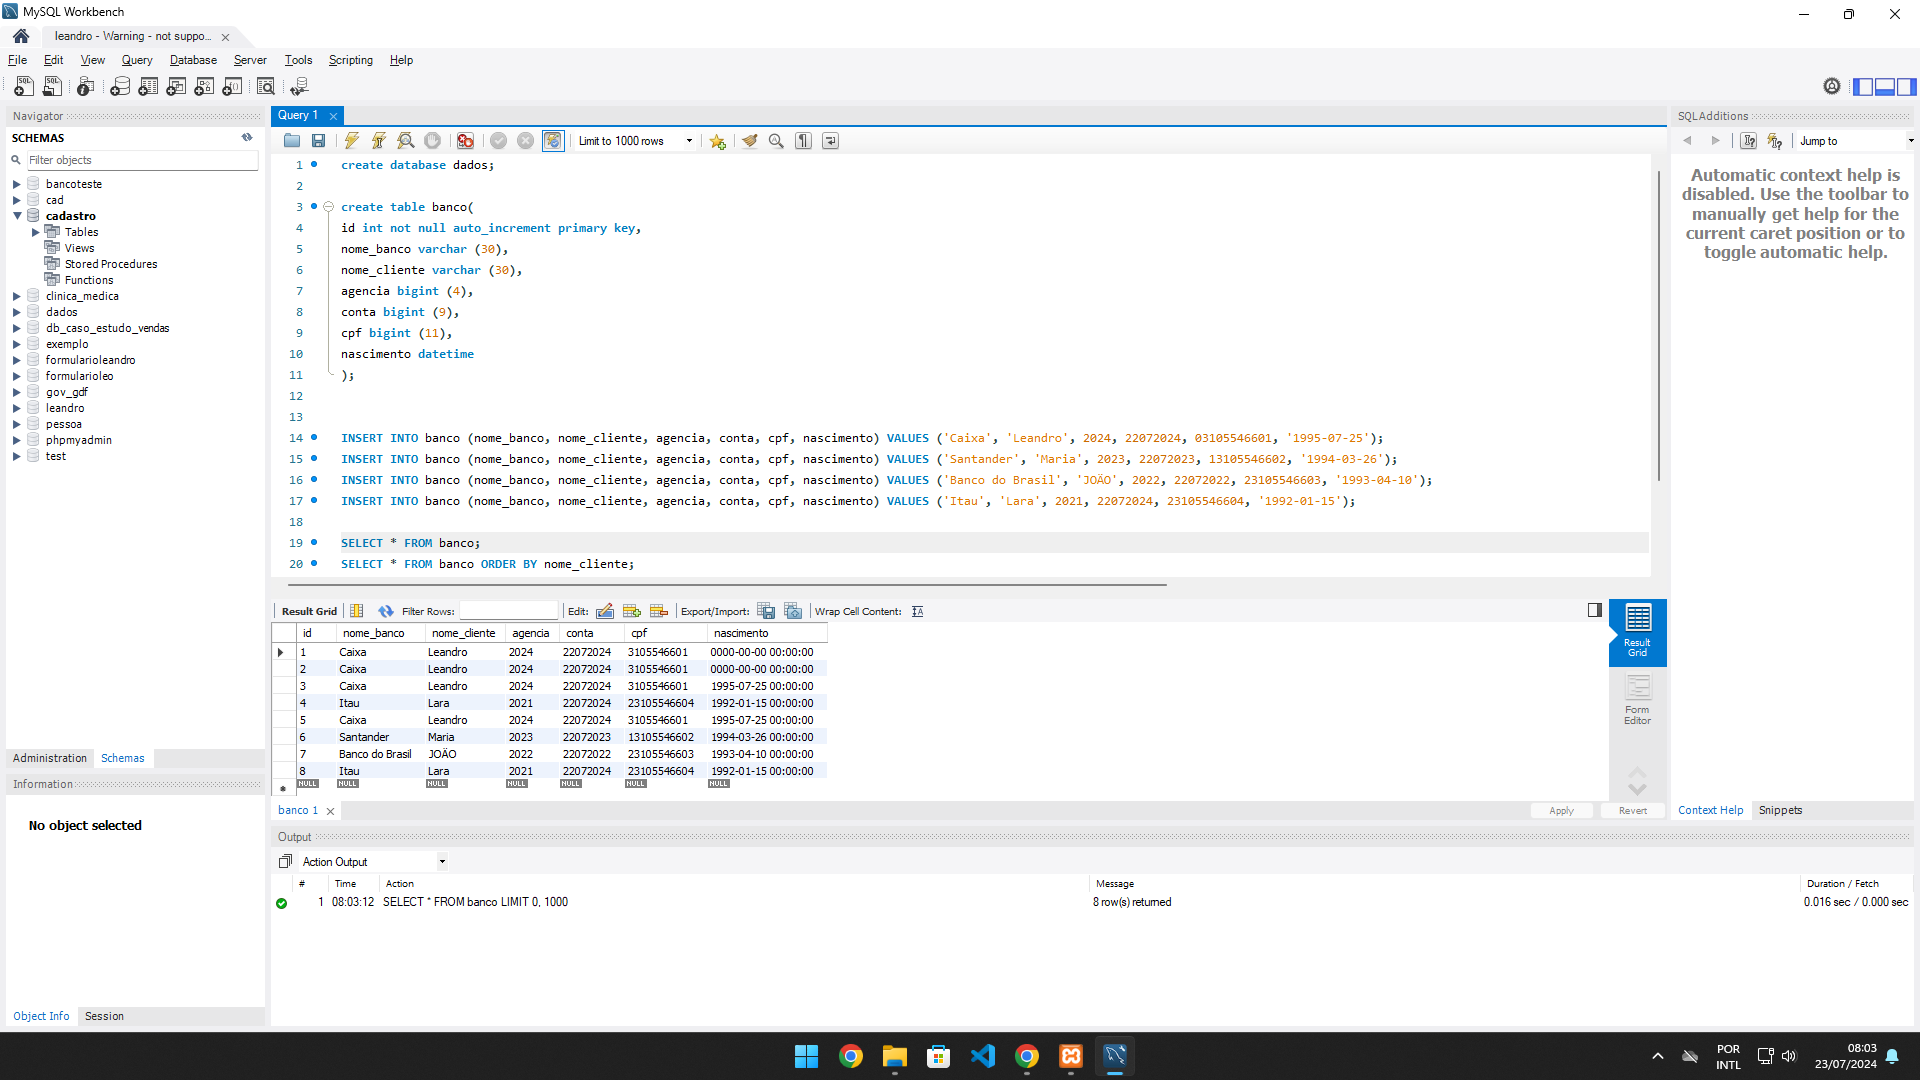 MySQL Workbench
leandro - Warning - not suppo...
File Edit View Query Database Server Tools Scripting Help
Navigator
SCHEMAS
Filter objects
bancoteste
cad
cadastro
Tables
Views
Stored Procedures
Functions
clinica_medica
dados
db_caso_estudo_vendas
exemplo
formularioleandro
formularioleo
gov_gdf
leandro
pessoa
phpmyadmin
test
Administration Schemas
Information
No object selected
Object Info Session
Query 1
Limit to 1000 rows
1 create database dados;
2
3 create table banco(
4 id int not null auto_increment primary key,
5 nome_banco varchar (30),
6 nome_cliente varchar (30),
7 agencia bigint (4),
8 conta bigint (9),
9 cpf bigint (11),
10 nascimento datetime
11 );
12
13
14 INSERT INTO banco (nome_banco, nome_cliente, agencia, conta, cpf, nascimento) VALUES ('Caixa', 'Leandro', 2024, 22072024, 03105546601, '1995-07-25');
15 INSERT INTO banco (nome_banco, nome_cliente, agencia, conta, cpf, nascimento) VALUES ('Santander', 'Maria', 2023, 22072023, 13105546602, '1994-03-26');
16 INSERT INTO banco (nome_banco, nome_cliente, agencia, conta, cpf, nascimento) VALUES ('Banco do Brasil', 'JOÃO', 2022, 22072022, 23105546603, '1993-04-10');
17 INSERT INTO banco (nome_banco, nome_cliente, agencia, conta, cpf, nascimento) VALUES ('Itau', 'Lara', 2021, 22072024, 23105546604, '1992-01-15');
18
19 SELECT * FROM banco;
20 SELECT * FROM banco ORDER BY nome_cliente;
Result Grid Filter Rows: Edit: Export/Import: Wrap Cell Content:
id nome_banco nome_cliente agencia conta cpf nascimento
1 Caixa Leandro 2024 22072024 3105546601 0000-00-00 00:00:00
2 Caixa Leandro 2024 22072024 3105546601 0000-00-00 00:00:00
3 Caixa Leandro 2024 22072024 3105546601 1995-07-25 00:00:00
4 Itau Lara 2021 22072024 23105546604 1992-01-15 00:00:00
5 Caixa Leandro 2024 22072024 3105546601 1995-07-25 00:00:00
6 Santander Maria 2023 22072023 13105546602 1994-03-26 00:00:00
7 Banco do Brasil JOÃO 2022 22072022 23105546603 1993-04-10 00:00:00
8 Itau Lara 2021 22072024 23105546604 1992-01-15 00:00:00
NULL NULL NULL NULL NULL NULL NULL
Result Grid
Form Editor
banco 1
Apply Revert
Output
Action Output
# Time Action Message Duration / Fetch
1 08:03:12 SELECT * FROM banco LIMIT 0, 1000 8 row(s) returned 0.016 sec / 0.000 sec
SQLAdditions
Jump to
Automatic context help is
disabled. Use the toolbar to
manually get help for the
current caret position or to
toggle automatic help.
Context Help Snippets
POR
INTL
08:03
23/07/2024